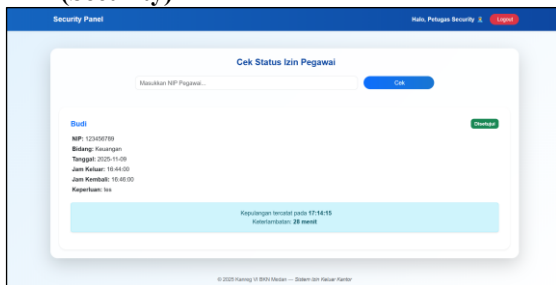 (Security)
Security Panel
Halo, Petugas Security
Logout
Cek Status Izin Pegawai
Masukkan NIP Pegawai...
Cek
Budi
Disetujui
NIP: 123456789
Bidang: Keuangan
Tanggal: 2025-11-09
Jam Keluar: 16:44:00
Jam Kembali: 16:46:00
Keperluan: tes
Kepulangan tercatat pada 17:14:15
Keterlambatan: 28 menit
© 2025 Kanreg VI BKN Medan — Sistem Izin Keluar Kantor